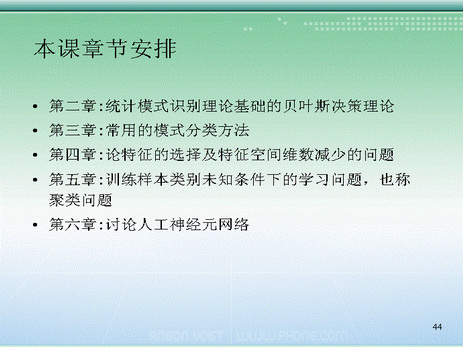 本课章节安排
• 第二章:统计模式识别理论基础的贝叶斯决策理论
• 第三章:常用的模式分类方法
• 第四章:论特征的选择及特征空间维数减少的问题
• 第五章:训练样本类别未知条件下的学习问题，也称
聚类问题
• 第六章:讨论人工神经元网络
44